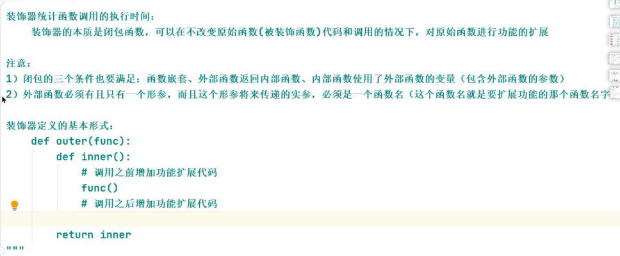 装饰器统计函数调用的执行时间：
装饰器的本质是闭包函数，可以在不改变原始函数(被装饰函数)代码和调用的情况下，对原始函数进行功能的扩展
注意：
1）闭包的三个条件也要满足：函数嵌套、外部函数返回内部函数、内部函数使用了外部函数的变量（包含外部函数的参数）
2）外部函数必须有且只有一个形参，而且这个形参将来传递的实参，必须是一个函数名（这个函数名就是要扩展功能的那个函数名字
装饰器定义的基本形式：
def outer(func):
def inner():
# 调用之前增加功能扩展代码
func()
# 调用之后增加功能扩展代码
return inner
"""